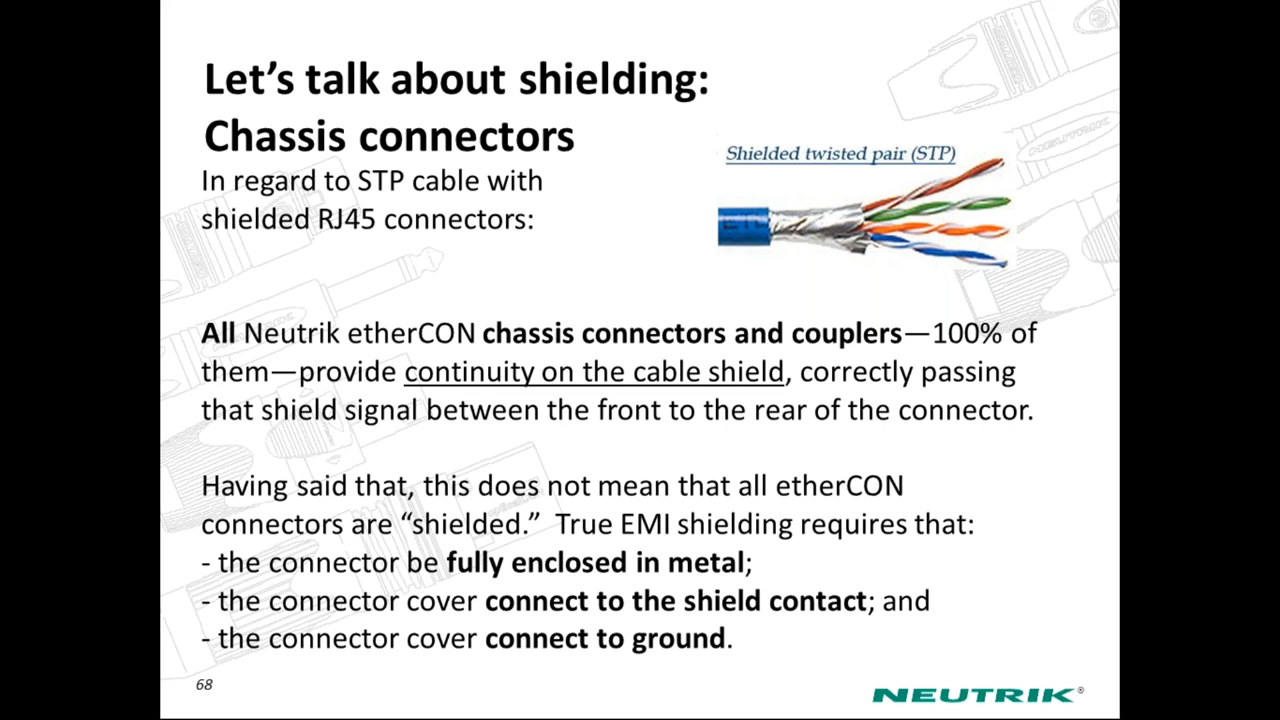 Let’s talk about shielding:
Chassis connectors
Shielded twisted pair (STP)
In regard to STP cable with
shielded RJ45 connectors:
All Neutrik etherCON chassis connectors and couplers—100% of
them—provide continuity on the cable shield, correctly passing
that shield signal between the front to the rear of the connector.
Having said that, this does not mean that all etherCON
connectors are “shielded.”  True EMI shielding requires that:
- the connector be fully enclosed in metal;
- the connector cover connect to the shield contact; and
- the connector cover connect to ground.
68
NEUTRIK®
NEUTRIK